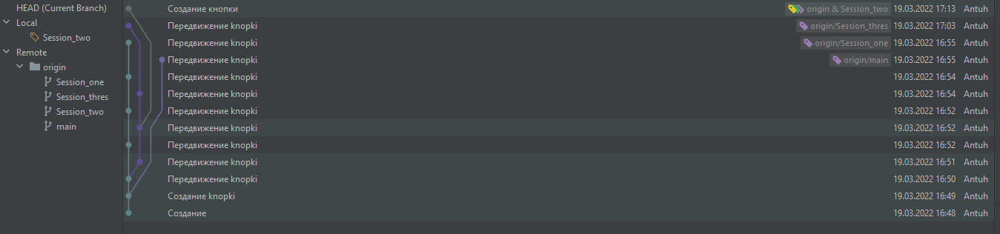 HEAD (Current Branch)
Local
Session_two
Remote
origin
Session_one
Session_thres
Session_two
main
Создание кнопки origin & Session_two 19.03.2022 17:13 Antuh
Передвижение knopki origin/Session_thres 19.03.2022 17:03 Antuh
Передвижение knopki origin/Session_one 19.03.2022 16:55 Antuh
Передвижение knopki origin/main 19.03.2022 16:55 Antuh
Передвижение knopki 19.03.2022 16:54 Antuh
Передвижение knopki 19.03.2022 16:54 Antuh
Передвижение knopki 19.03.2022 16:52 Antuh
Передвижение knopki 19.03.2022 16:52 Antuh
Передвижение knopki 19.03.2022 16:52 Antuh
Передвижение knopki 19.03.2022 16:51 Antuh
Передвижение knopki 19.03.2022 16:50 Antuh
Создание knopki 19.03.2022 16:49 Antuh
Создание 19.03.2022 16:48 Antuh